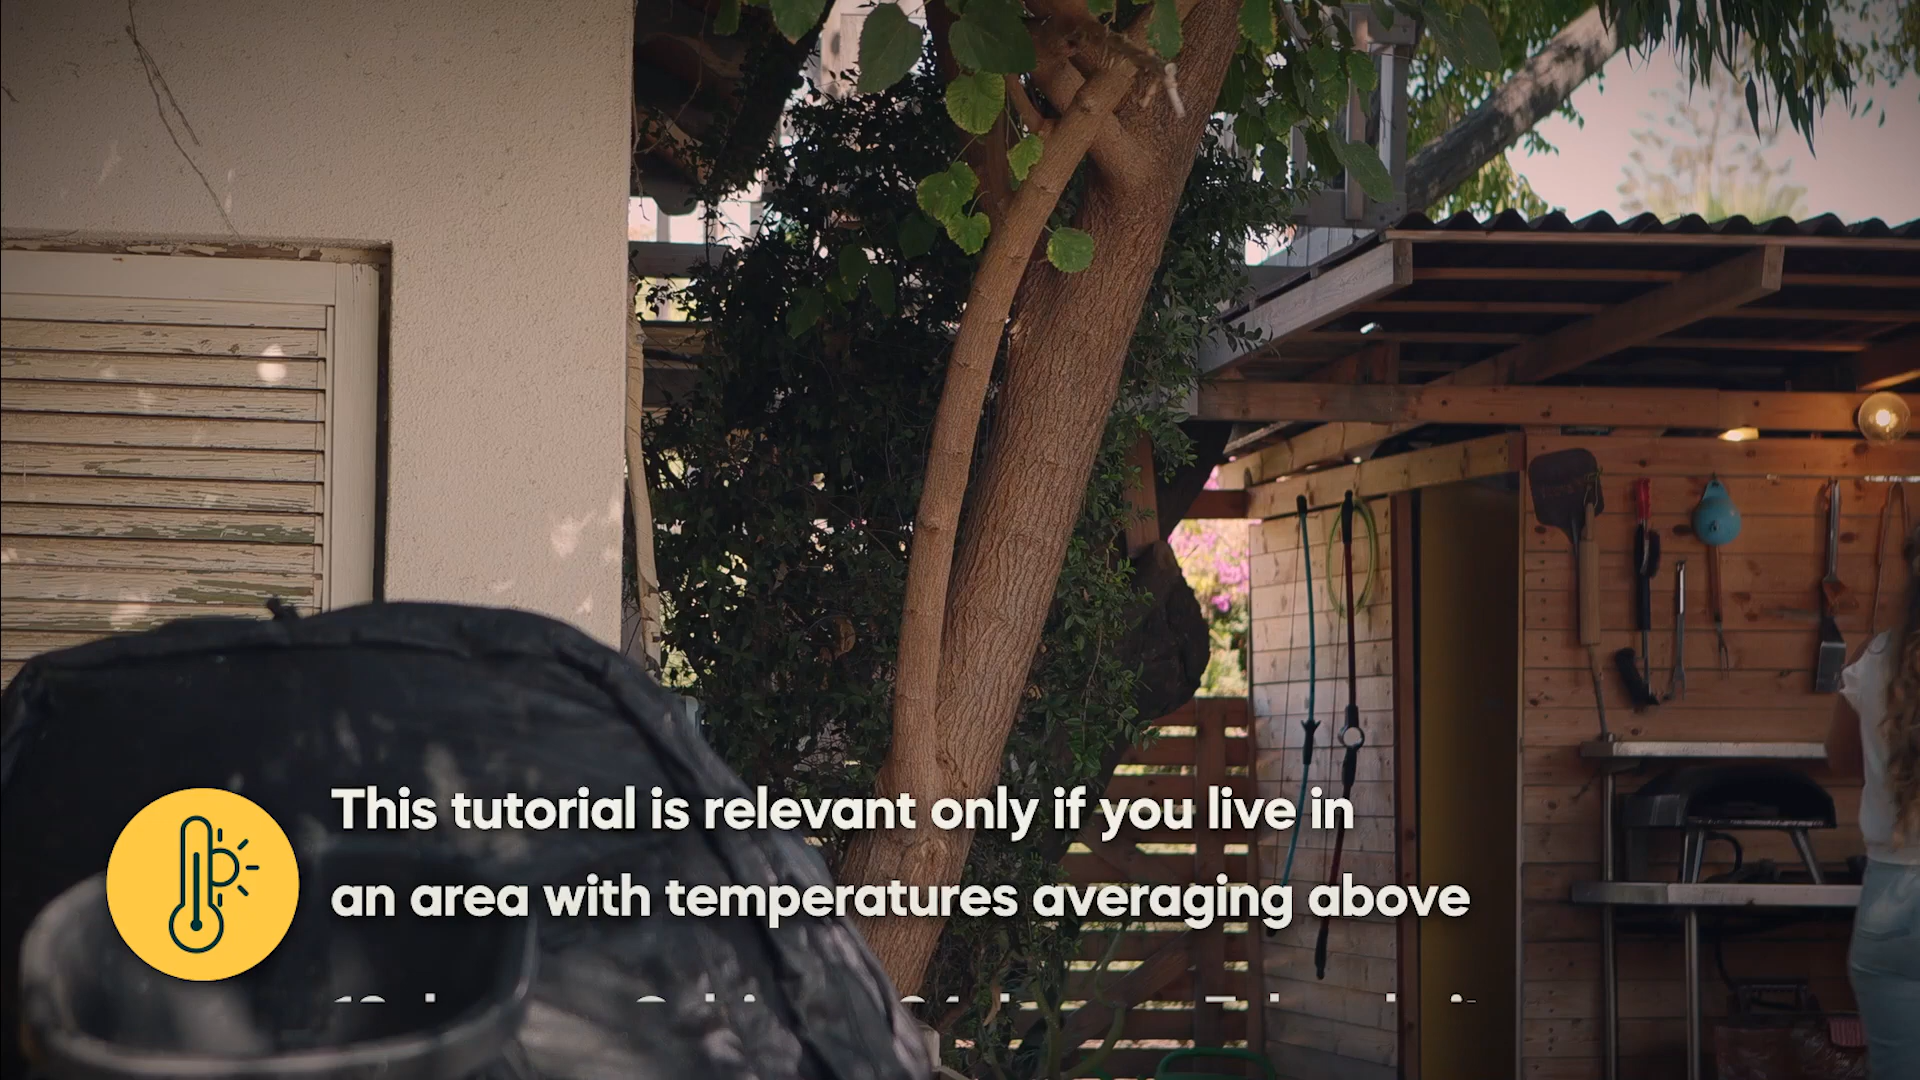 This tutorial is relevant only if you live in
an area with temperatures averaging above